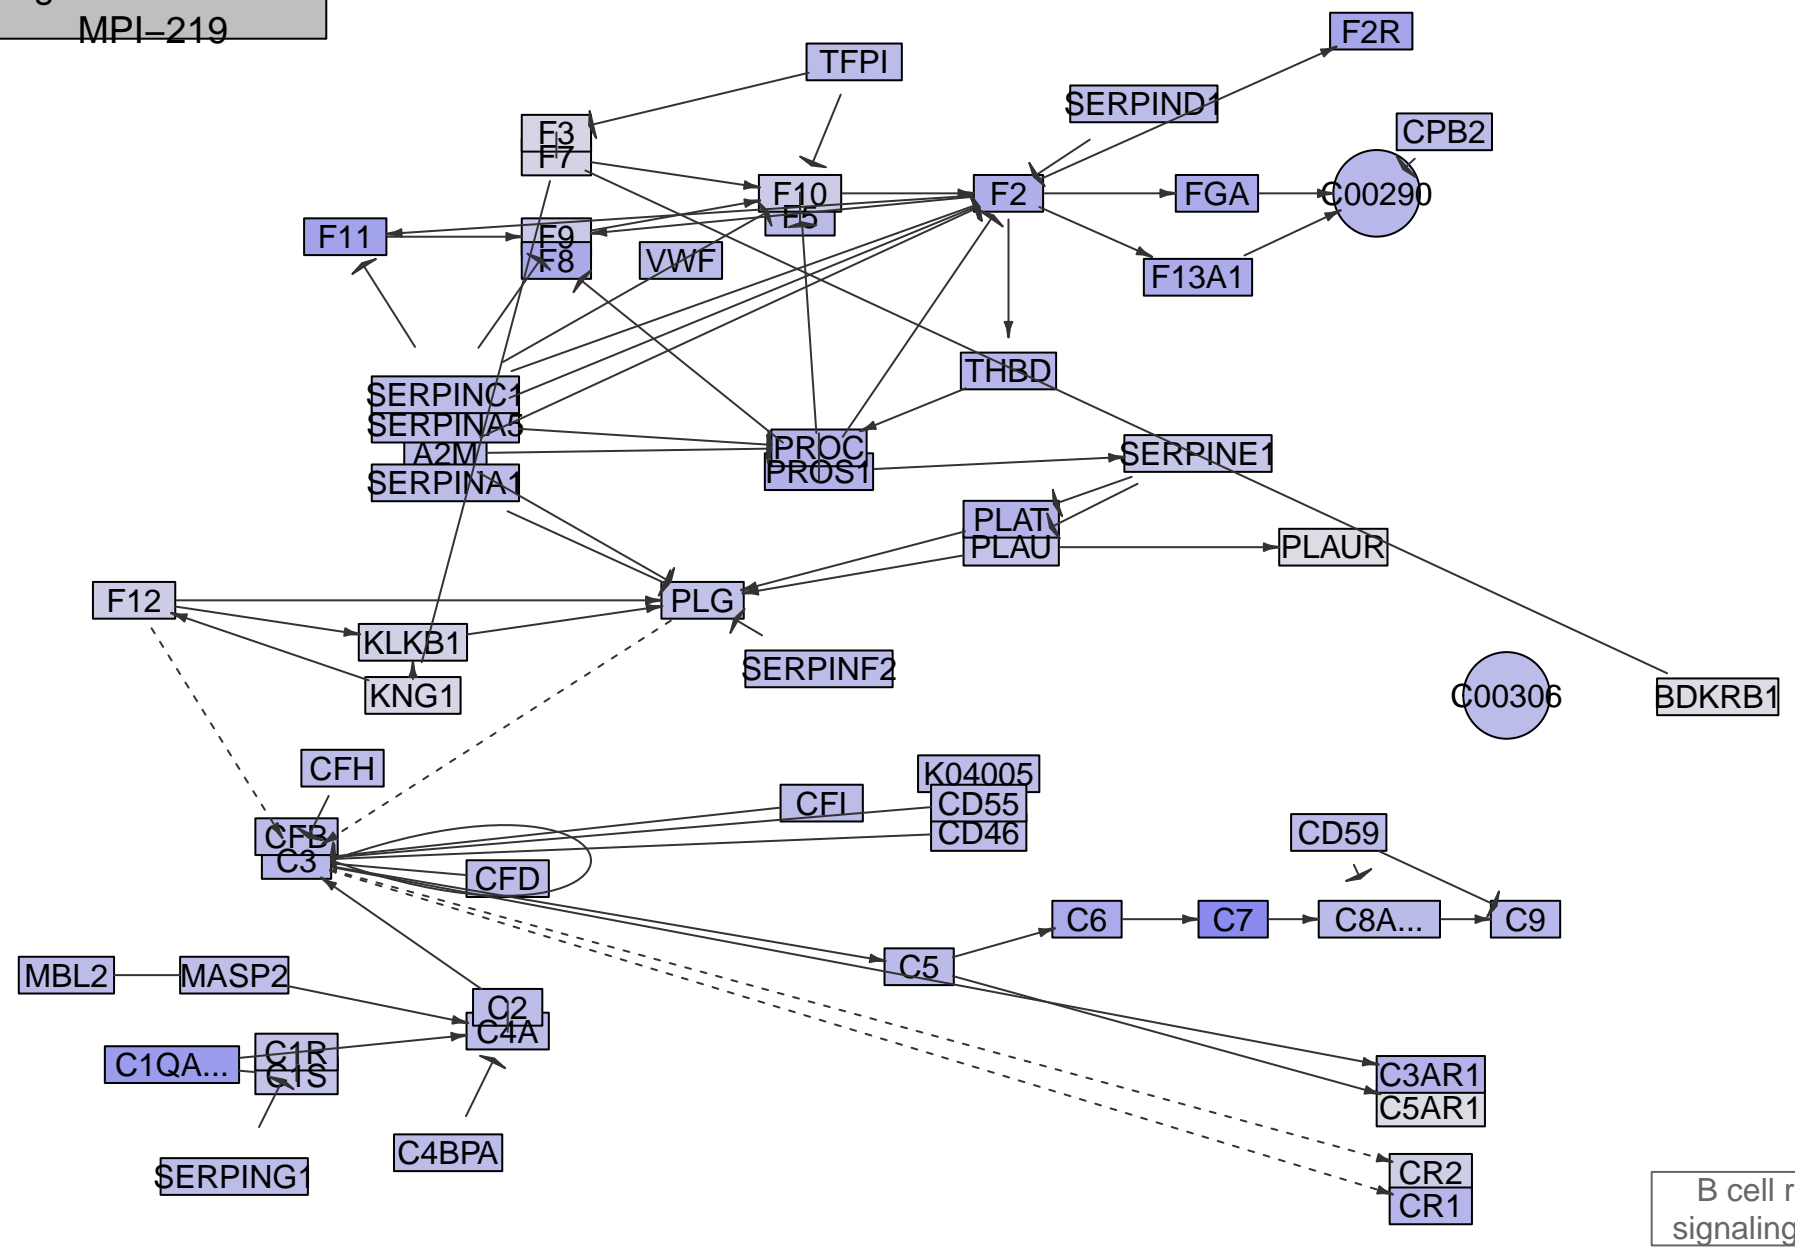 MPI–219
F2R
TFPI
SERPIND1
CPB2
F3
F7
F10
F5
F2
FGA
C00290
F11
F9
F8
VWF
F13A1
SERPINC1
SERPINA5
A2M
SERPINA1
THBD
PROC
PROS1
SERPINE1
PLAT
PLAU
PLAUR
F12
PLG
KLKB1
KNG1
SERPINF2
C00306
BDKRB1
CFH
K04005
CD55
CD46
CFI
CFB
C3
CFD
CD59
C6
C7
C8A...
C9
C5
MBL2
MASP2
C2
C4A
C1QA...
C1R
C1S
C3AR1
C5AR1
C4BPA
SERPING1
CR2
CR1
B cell r
signaling